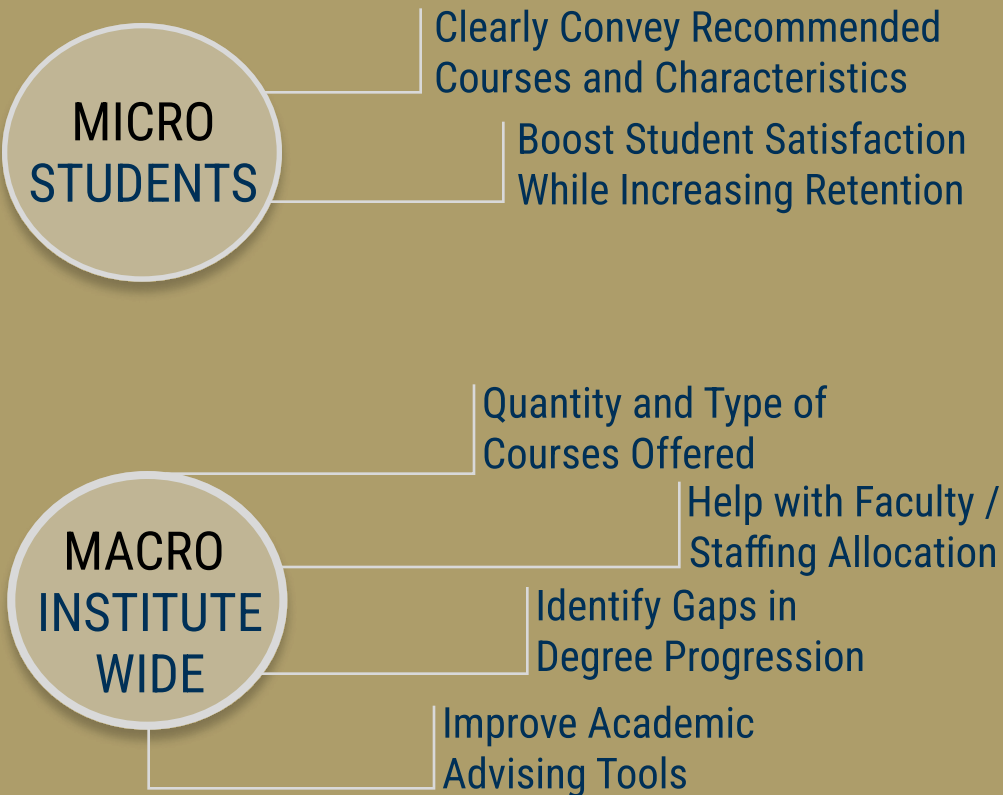 MICRO
STUDENTS
Clearly Convey Recommended
Courses and Characteristics
Boost Student Satisfaction
While Increasing Retention
MACRO
INSTITUTE
WIDE
Quantity and Type of
Courses Offered
Help with Faculty /
Staffing Allocation
Identify Gaps in
Degree Progression
Improve Academic
Advising Tools